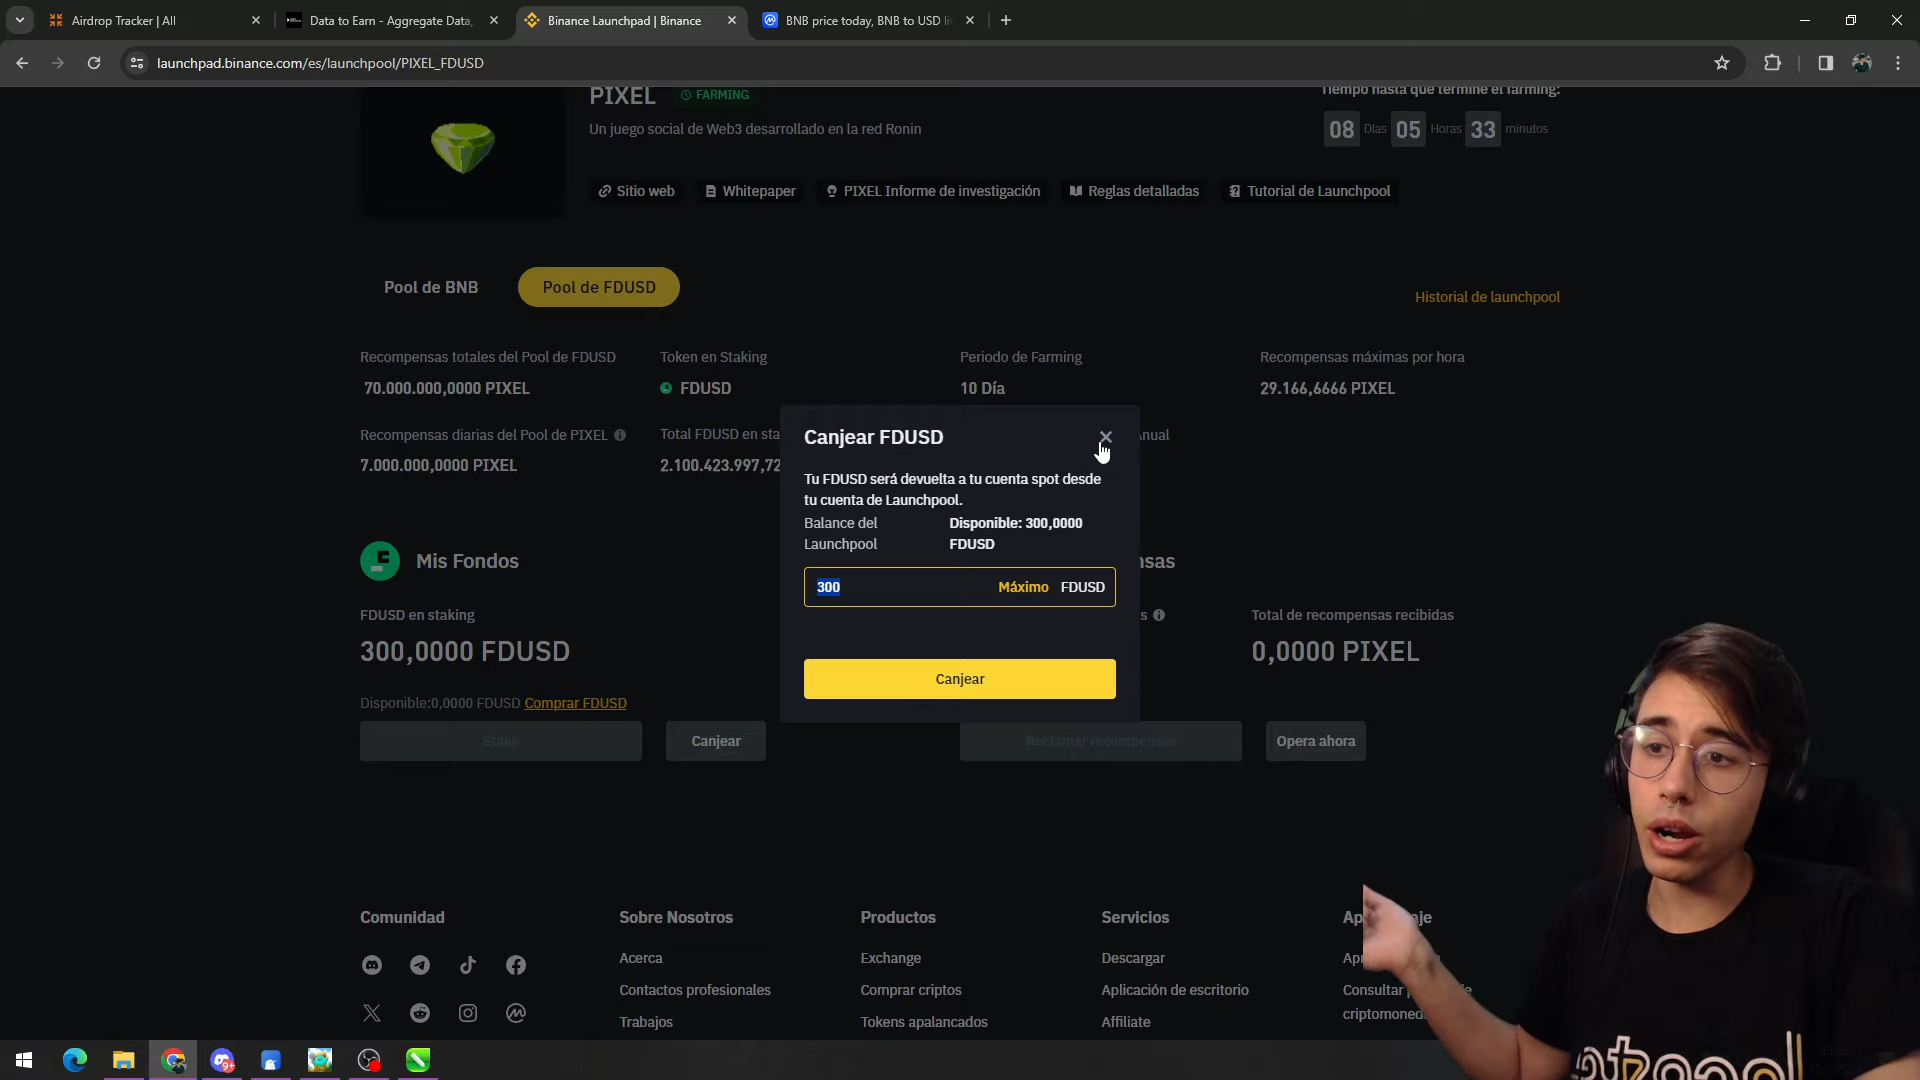 Airdrop Tracker | All
Data to Earn - Aggregate Data,
Binance Launchpad | Binance
BNB price today, BNB to USD li
launchpad.binance.com/es/launchpool/PIXEL_FDUSD
PIXEL
FARMING
Tiempo hasta que termine el farming:
Un juego social de Web3 desarrollado en la red Ronin
08 Días 05 Horas 33 minutos
Sitio web
Whitepaper
PIXEL Informe de investigación
Reglas detalladas
Tutorial de Launchpool
Pool de BNB
Pool de FDUSD
Historial de launchpool
Recompensas totales del Pool de FDUSD
Token en Staking
Periodo de Farming
Recompensas máximas por hora
70.000.000,0000 PIXEL
FDUSD
10 Día
29.166,6666 PIXEL
Recompensas diarias del Pool de PIXEL
Total FDUSD en sta
nual
7.000.000,0000 PIXEL
2.100.423.997,72
Canjear FDUSD
Tu FDUSD será devuelta a tu cuenta spot desde
tu cuenta de Launchpool.
Balance del
Launchpool
Disponible: 300,0000
FDUSD
300
Máximo
FDUSD
Canjear
Mis Fondos
nsas
FDUSD en staking
s
Total de recompensas recibidas
300,0000 FDUSD
0,0000 PIXEL
Disponible:0,0000 FDUSD Comprar FDUSD
Stake
Canjear
Reclamar recompensas
Opera ahora
Comunidad
Sobre Nosotros
Productos
Servicios
Ap
je
Acerca
Exchange
Descargar
Contactos profesionales
Comprar criptos
Aplicación de escritorio
Consultar
Trabajos
Tokens apalancados
Affiliate
criptomoned
9+